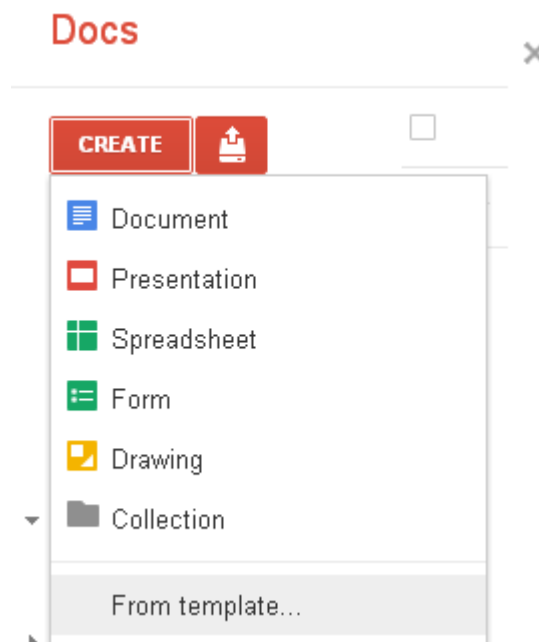 Docs
CREATE
Document
Presentation
Spreadsheet
Form
Drawing
Collection
From template...